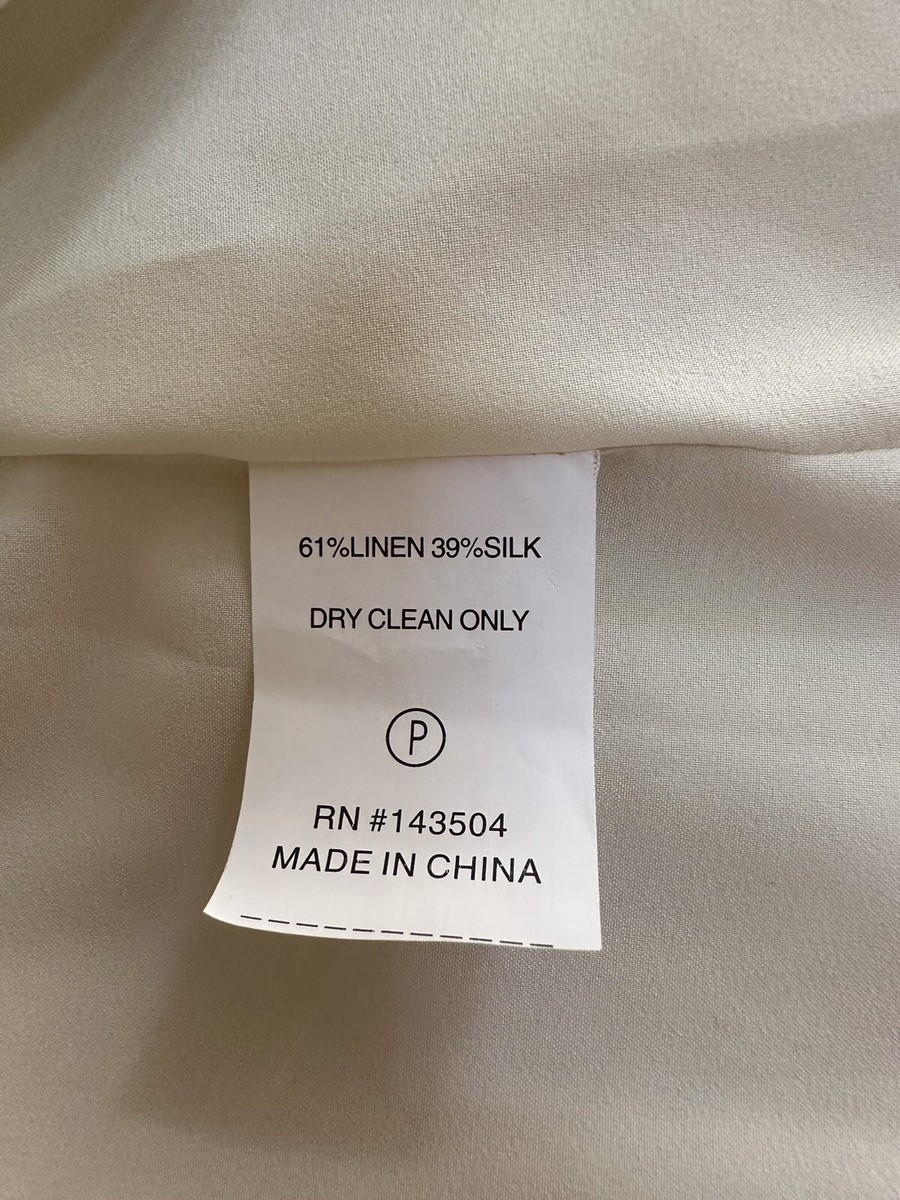 61%LINEN 39%SILK
DRY CLEAN ONLY
P
RN #143504
MADE IN CHINA